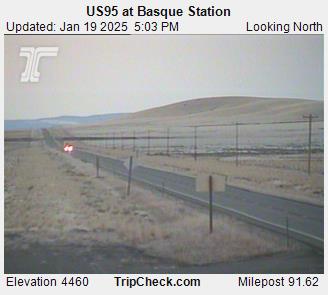 US95 at Basque Station
Updated: Jan 19 2025 5:03 PM Looking North
Elevation 4460 TripCheck.com Milepost 91.62